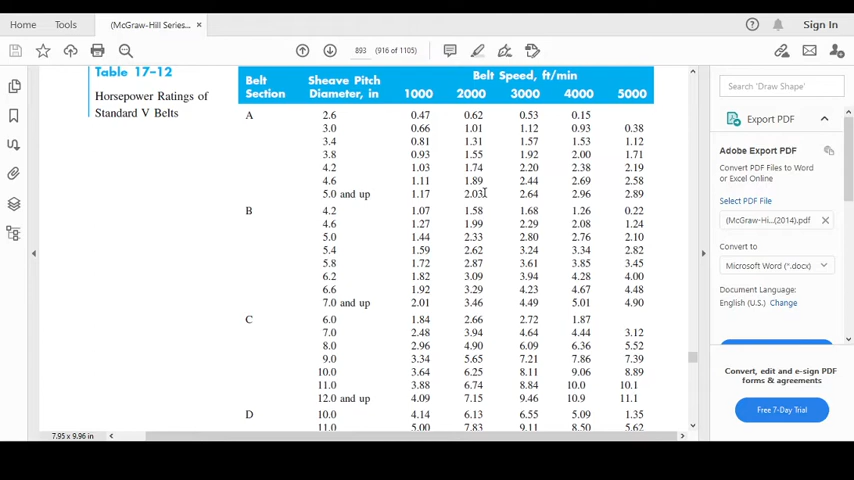 Home Tools (McGraw-Hill Series... × Sign In
893 (916 of 1105)
Table 17–12
Horsepower Ratings of
Standard V Belts
Belt Speed, ft/min
Belt Section Sheave Pitch Diameter, in 1000 2000 3000 4000 5000
A 2.6 0.47 0.62 0.53 0.15
3.0 0.66 1.01 1.12 0.93 0.38
3.4 0.81 1.31 1.57 1.53 1.12
3.8 0.93 1.55 1.92 2.00 1.71
4.2 1.03 1.74 2.20 2.38 2.19
4.6 1.11 1.89 2.44 2.69 2.58
5.0 and up 1.17 2.03 2.64 2.96 2.89
B 4.2 1.07 1.58 1.68 1.26 0.22
4.6 1.27 1.99 2.29 2.08 1.24
5.0 1.44 2.33 2.80 2.76 2.10
5.4 1.59 2.62 3.24 3.34 2.82
5.8 1.72 2.87 3.61 3.85 3.45
6.2 1.82 3.09 3.94 4.28 4.00
6.6 1.92 3.29 4.23 4.67 4.48
7.0 and up 2.01 3.46 4.49 5.01 4.90
C 6.0 1.84 2.66 2.72 1.87
7.0 2.48 3.94 4.64 4.44 3.12
8.0 2.96 4.90 6.09 6.36 5.52
9.0 3.34 5.65 7.21 7.86 7.39
10.0 3.64 6.25 8.11 9.06 8.89
11.0 3.88 6.74 8.84 10.0 10.1
12.0 and up 4.09 7.15 9.46 10.9 11.1
D 10.0 4.14 6.13 6.55 5.09 1.35
11.0 5.00 7.83 9.11 8.50 5.62
7.95 x 9.96 in
Search 'Draw Shape'
Export PDF
Adobe Export PDF
Convert PDF Files to Word
or Excel Online
Select PDF File
(McGraw-Hi...(2014).pdf ×
Convert to
Microsoft Word (*.docx)
Document Language:
English (U.S.) Change
Convert, edit and e-sign PDF
forms & agreements
Free 7-Day Trial